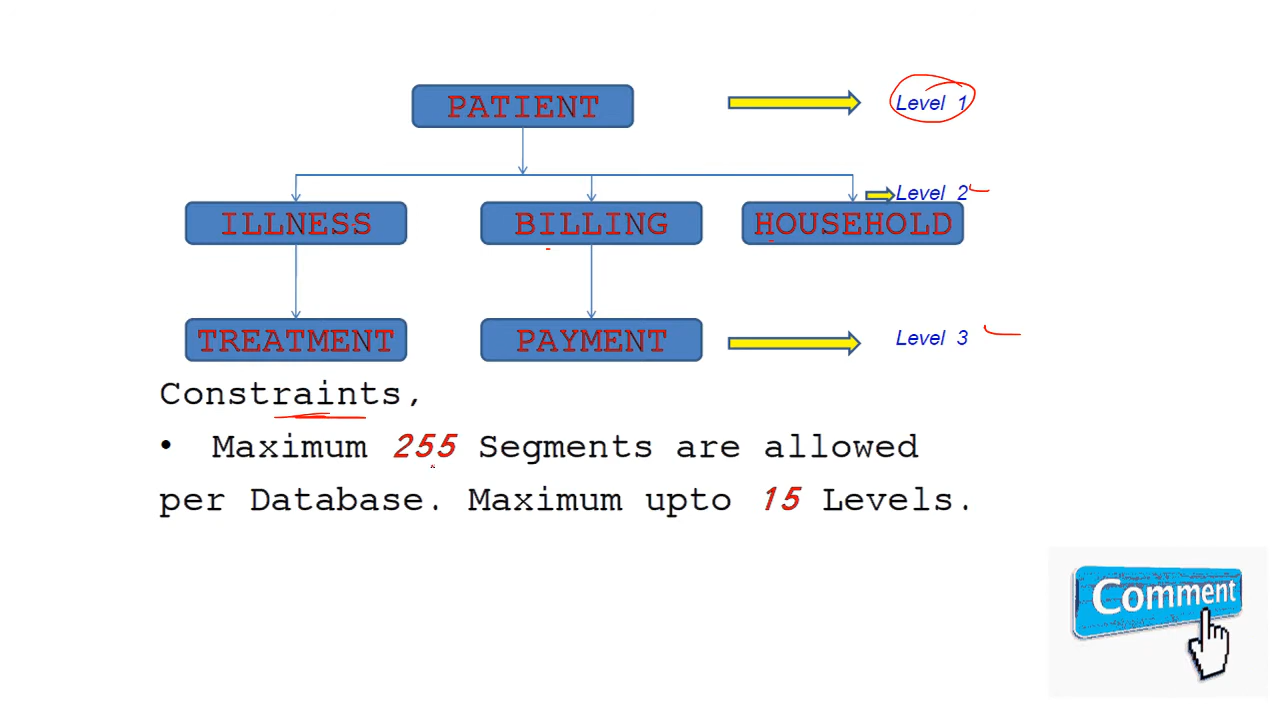 PATIENT
Level 1
Level 2
ILLNESS
BILLING
HOUSEHOLD
TREATMENT
PAYMENT
Level 3
Constraints,
• Maximum 255 Segments are allowed
per Database. Maximum upto 15 Levels.
Comment